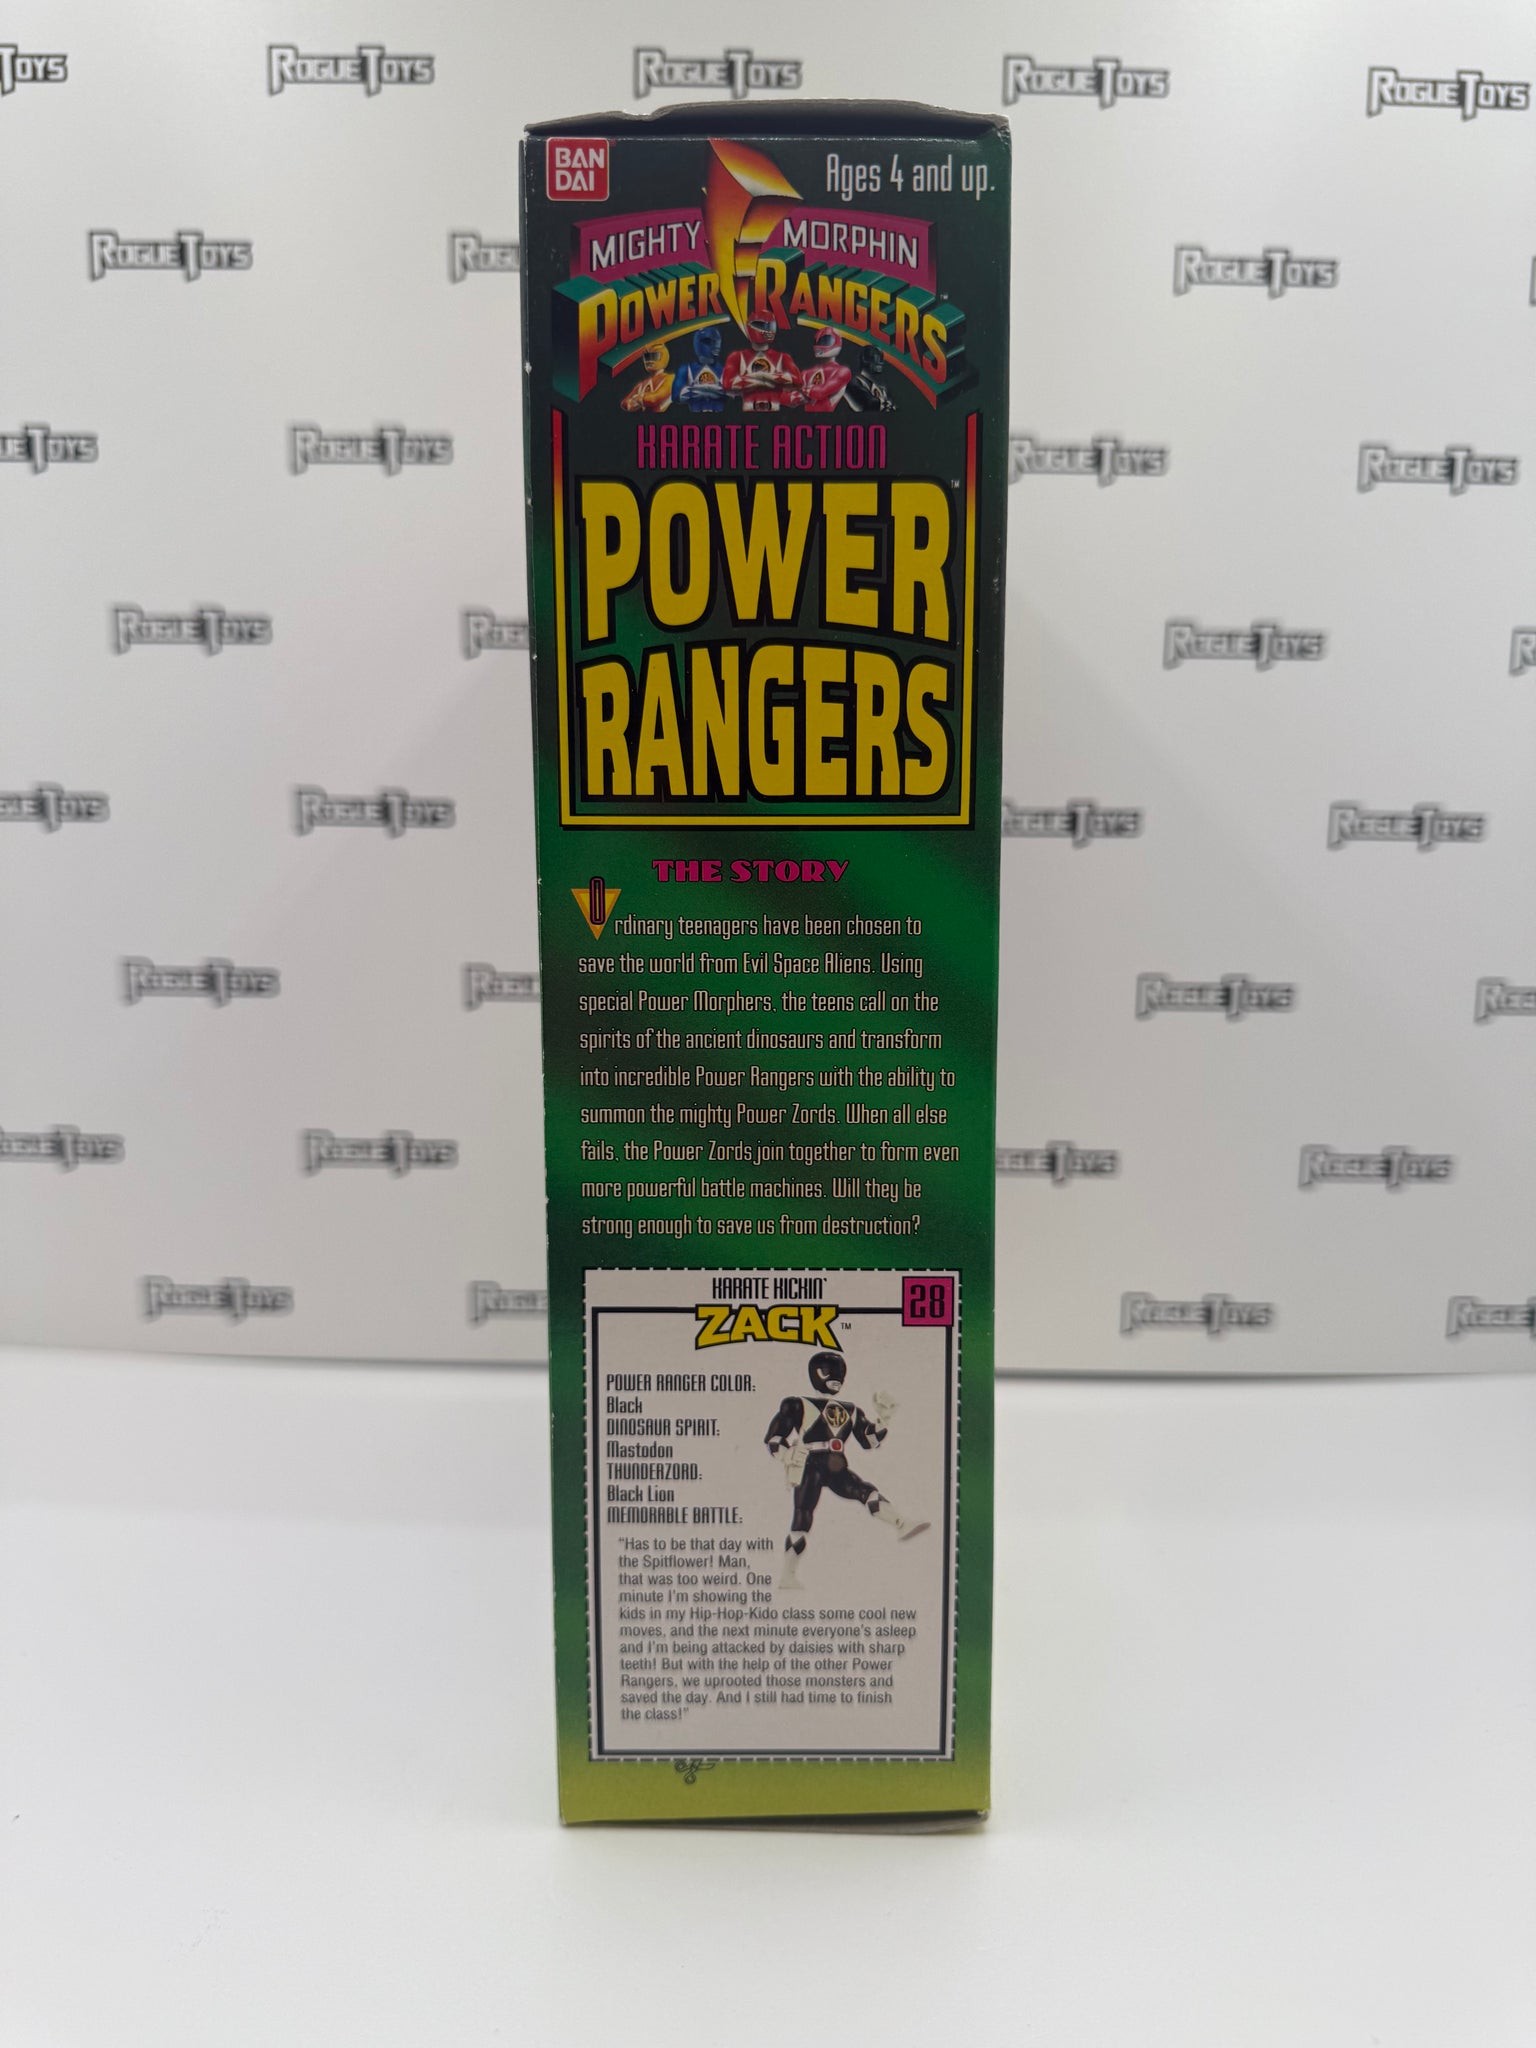 ROGUE TOYS
BAN
DAI
Ages 4 and up.
MIGHTY MORPHIN
POWER RANGERS™
KARATE ACTION
POWER™
RANGERS
THE STORY
Ordinary teenagers have been chosen to
save the world from Evil Space Aliens. Using
special Power Morphers, the teens call on the
spirits of the ancient dinosaurs and transform
into incredible Power Rangers with the ability to
summon the mighty Power Zords. When all else
fails, the Power Zords join together to form even
more powerful battle machines. Will they be
strong enough to save us from destruction?
KARATE KICKIN'
28
ZACK™
POWER RANGER COLOR:
Black
DINOSAUR SPIRIT:
Mastodon
THUNDERZORD:
Black Lion
MEMORABLE BATTLE:
"Has to be that day with
the Spitflower! Man,
that was too weird. One
minute I'm showing the
kids in my Hip-Hop-Kido class some cool new
moves, and the next minute everyone's asleep
and I'm being attacked by daisies with sharp
teeth! But with the help of the other Power
Rangers, we uprooted those monsters and
saved the day. And I still had time to finish
the class!"